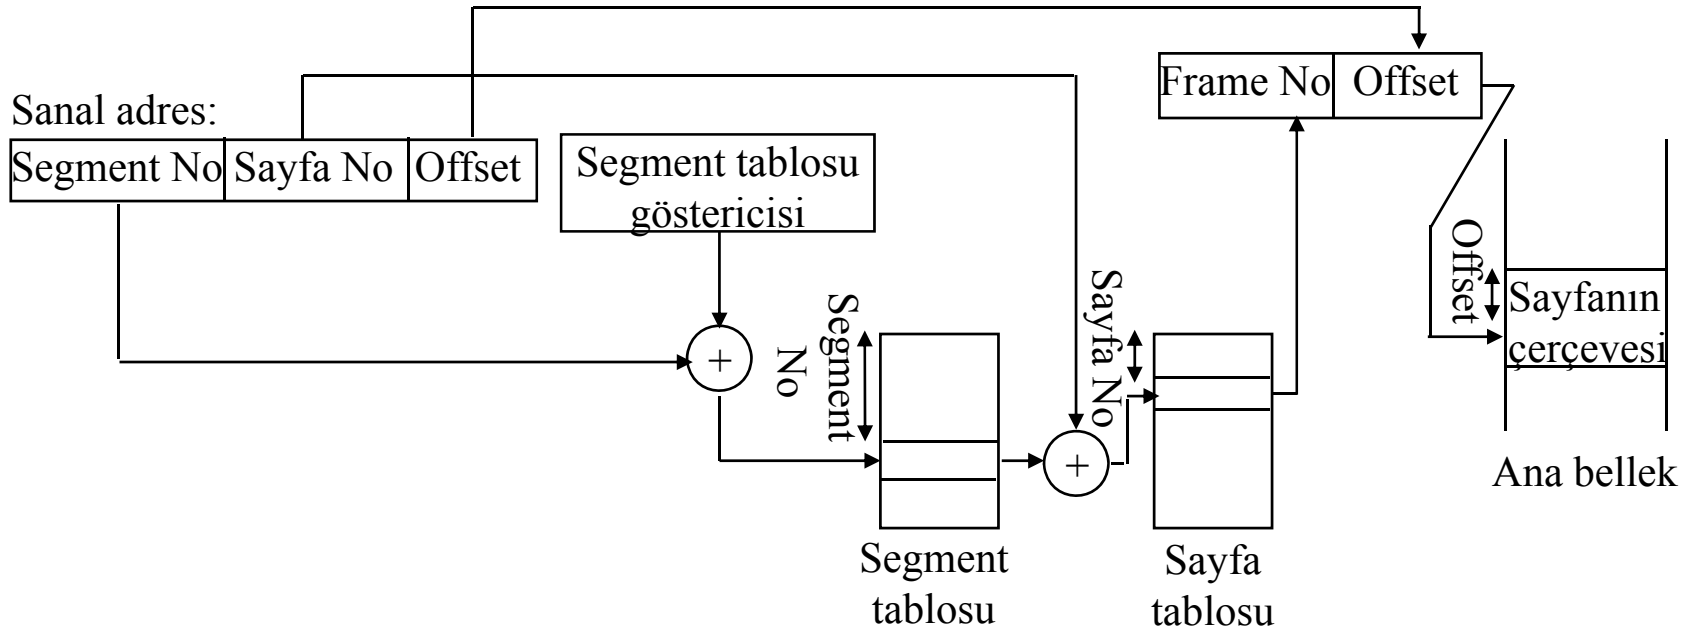 Sanal adres:
Segment No Sayfa No Offset
Segment tablosu
göstericisi
Frame No Offset
+
Segment
No
Segment
tablosu
+
Sayfa No
Sayfa
tablosu
Offset
Sayfanın
çerçevesi
Ana bellek